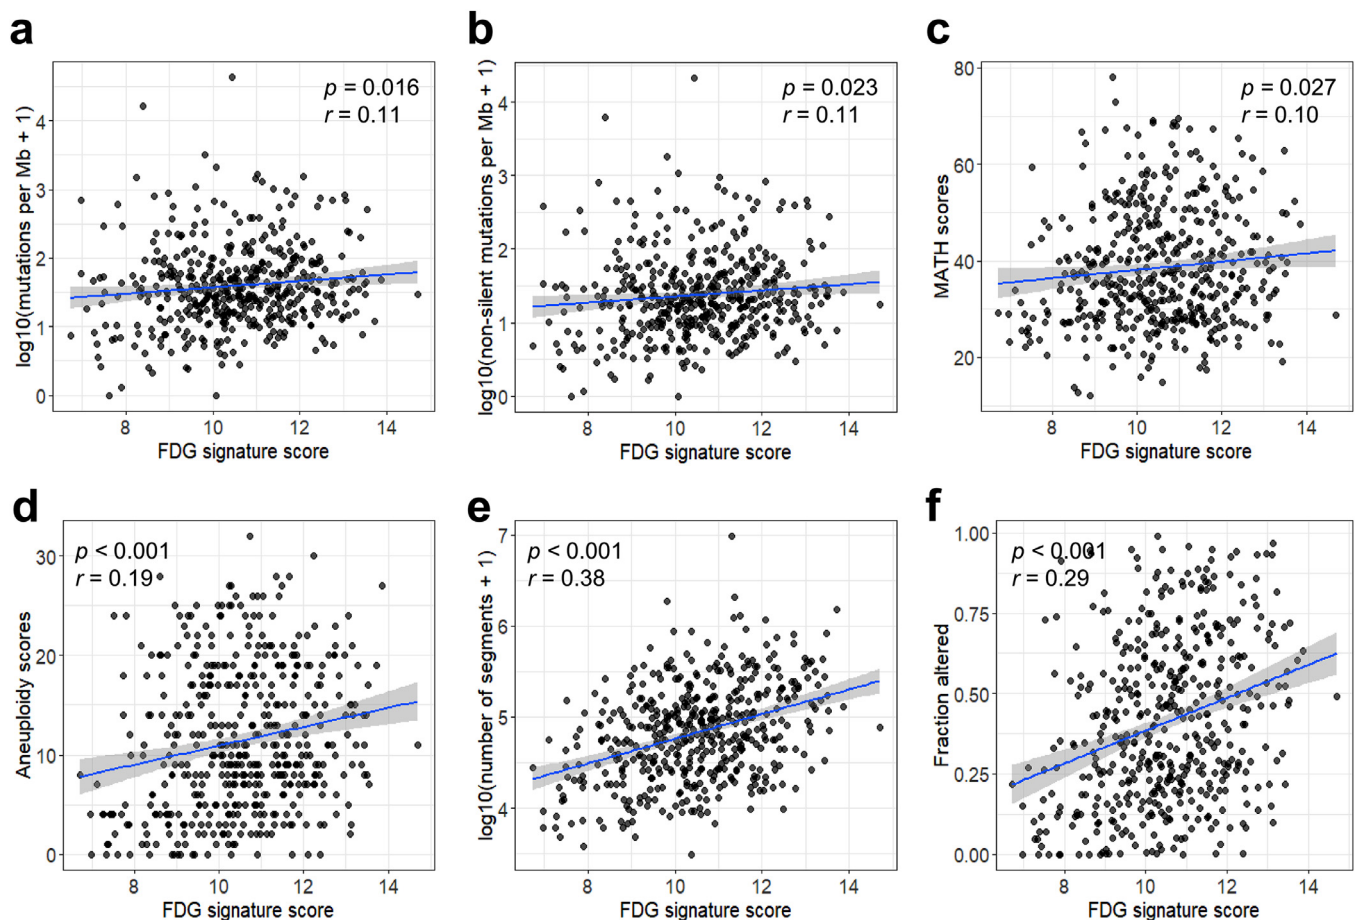 a
p = 0.016
r = 0.11
log10(mutations per Mb + 1)
4
3
2
1
0
8 10 12 14
FDG signature score
b
p = 0.023
r = 0.11
log10(non-silent mutations per Mb + 1)
4
3
2
1
0
8 10 12 14
FDG signature score
c
p = 0.027
r = 0.10
MATH scores
80
60
40
20
8 10 12 14
FDG signature score
d
p < 0.001
r = 0.19
Aneuploidy scores
30
20
10
0
8 10 12 14
FDG signature score
e
p < 0.001
r = 0.38
log10(number of segments + 1)
7
6
5
4
8 10 12 14
FDG signature score
f
p < 0.001
r = 0.29
Fraction altered
1.00
0.75
0.50
0.25
0.00
8 10 12 14
FDG signature score